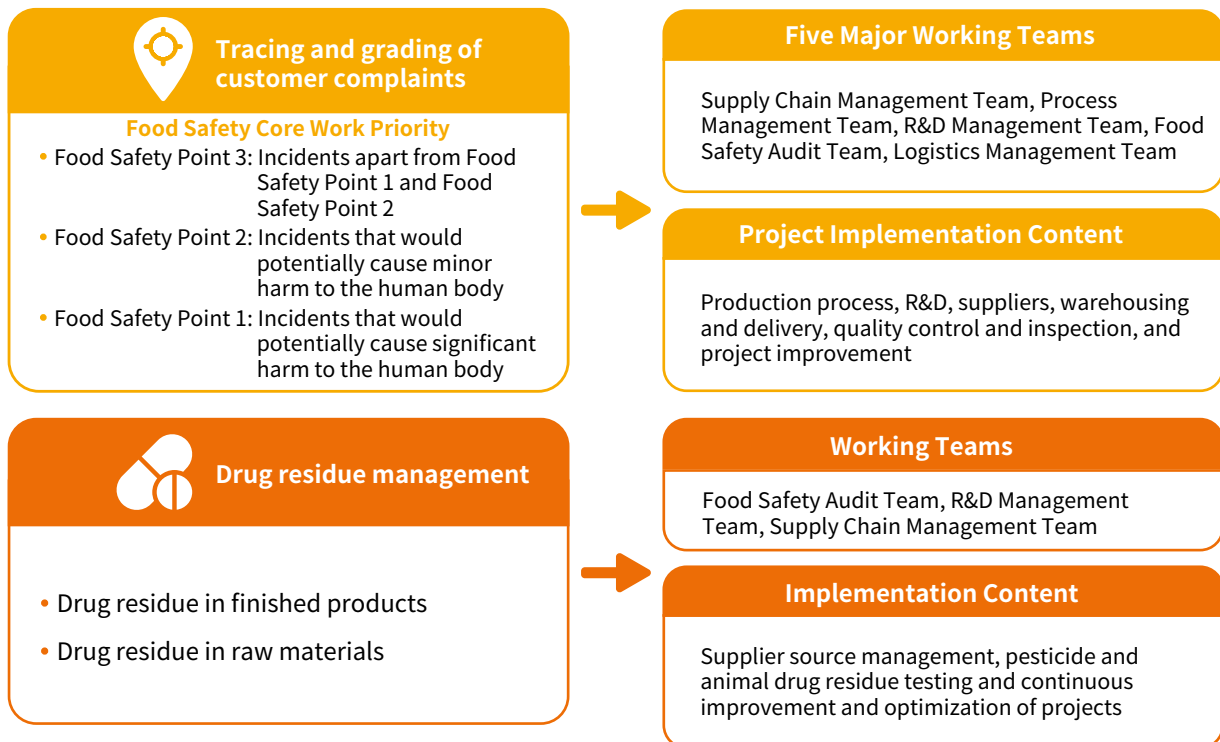 Tracing and grading of
customer complaints
Food Safety Core Work Priority
• Food Safety Point 3: Incidents apart from Food
Safety Point 1 and Food
Safety Point 2
• Food Safety Point 2: Incidents that would
potentially cause minor
harm to the human body
• Food Safety Point 1: Incidents that would
potentially cause significant
harm to the human body
Five Major Working Teams
Supply Chain Management Team, Process
Management Team, R&D Management Team, Food
Safety Audit Team, Logistics Management Team
Project Implementation Content
Production process, R&D, suppliers, warehousing
and delivery, quality control and inspection, and
project improvement
Drug residue management
• Drug residue in finished products
• Drug residue in raw materials
Working Teams
Food Safety Audit Team, R&D Management
Team, Supply Chain Management Team
Implementation Content
Supplier source management, pesticide and
animal drug residue testing and continuous
improvement and optimization of projects